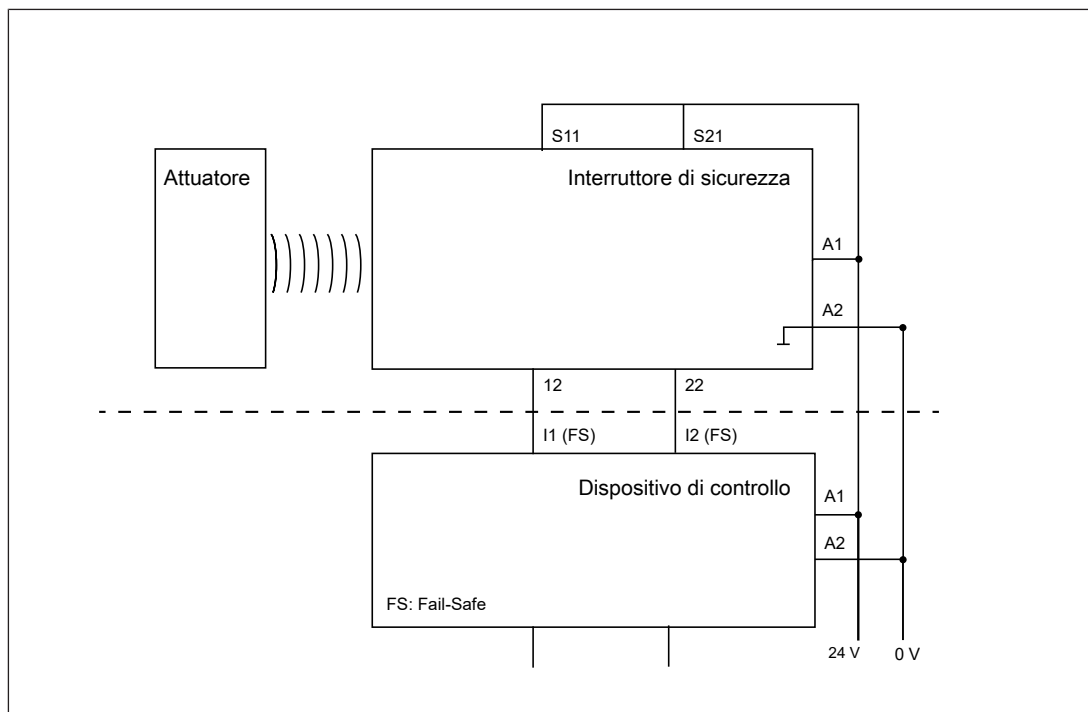 S11
S21
Attuatore
Interruttore di sicurezza
A1
A2
12
22
I1 (FS)
I2 (FS)
Dispositivo di controllo
A1
A2
FS: Fail-Safe
24 V
0 V